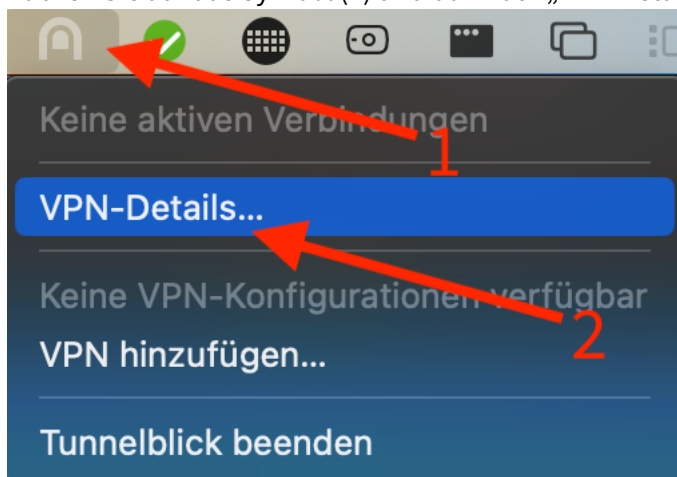 Keine aktiven Verbindungen
1
VPN-Details...
Keine VPN-Konfigurationen verfügbar
2
VPN hinzufügen...
Tunnelblick beenden